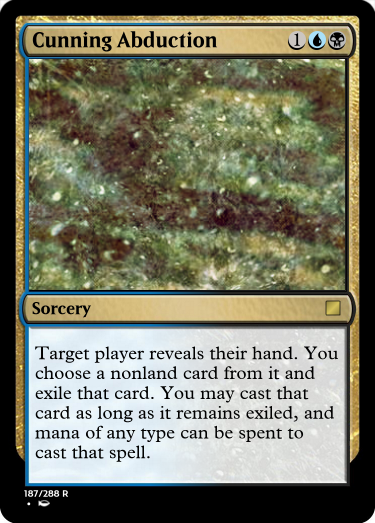 Cunning Abduction 1
Sorcery
Target player reveals their hand. You
choose a nonland card from it and
exile that card. You may cast that
card as long as it remains exiled, and
mana of any type can be spent to
cast that spell.
187/288 R